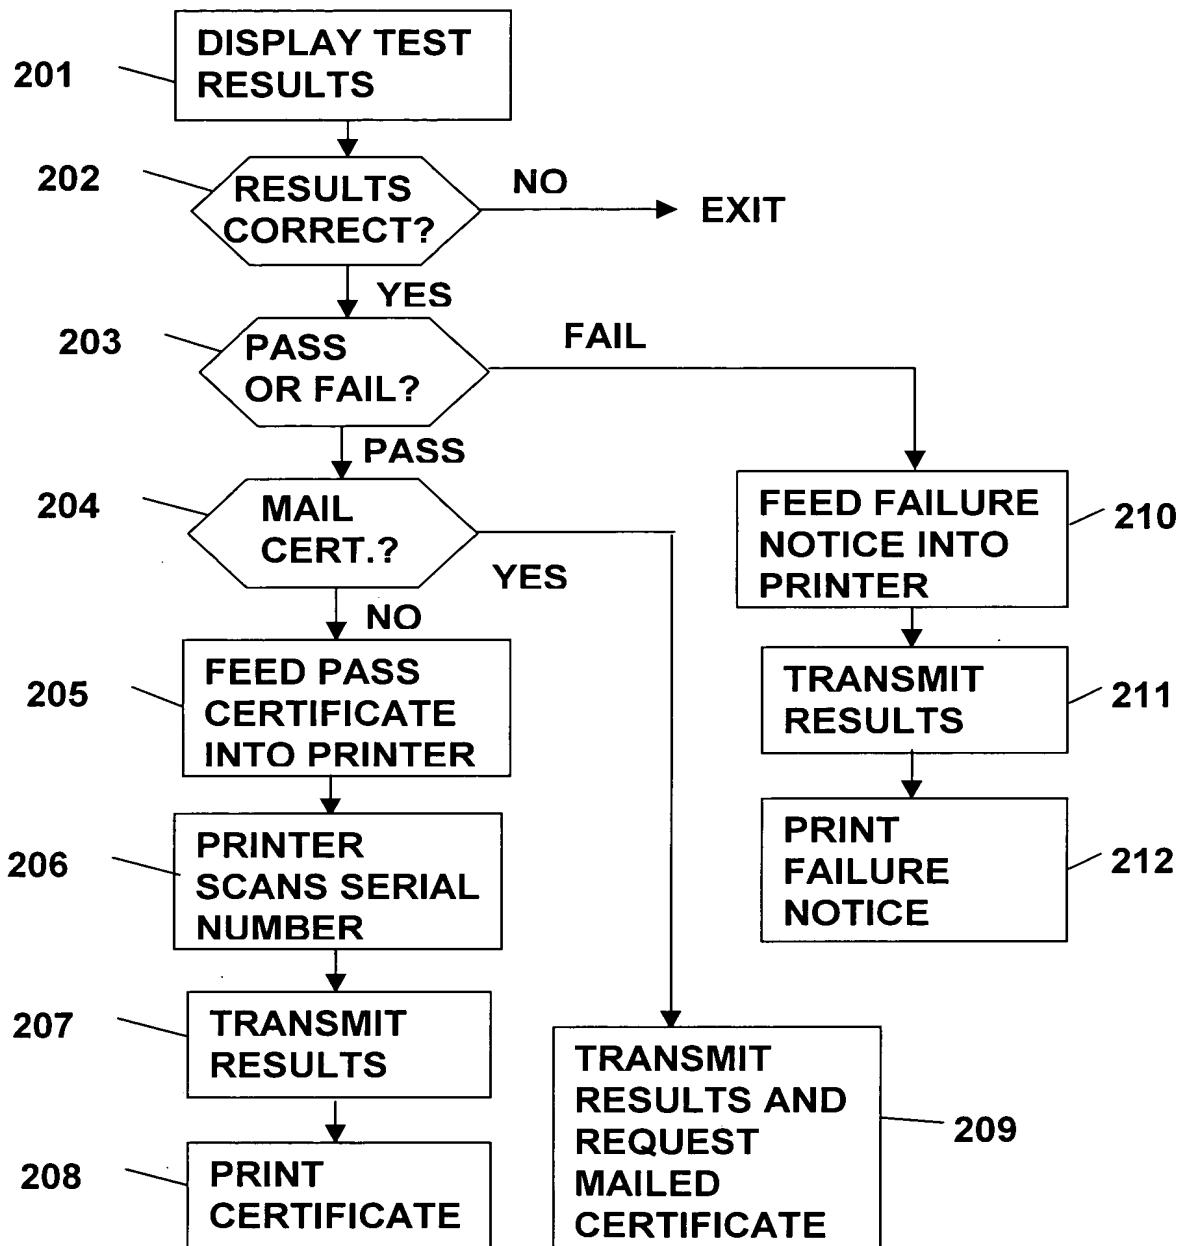 201
DISPLAY TEST
RESULTS
202
RESULTS
CORRECT?
NO
EXIT
YES
203
PASS
OR FAIL?
FAIL
PASS
204
MAIL
CERT.?
YES
NO
205
FEED PASS
CERTIFICATE
INTO PRINTER
206
PRINTER
SCANS SERIAL
NUMBER
207
TRANSMIT
RESULTS
208
PRINT
CERTIFICATE
TRANSMIT
RESULTS AND
REQUEST
MAILED
CERTIFICATE
209
FEED FAILURE
NOTICE INTO
PRINTER
210
TRANSMIT
RESULTS
211
PRINT
FAILURE
NOTICE
212